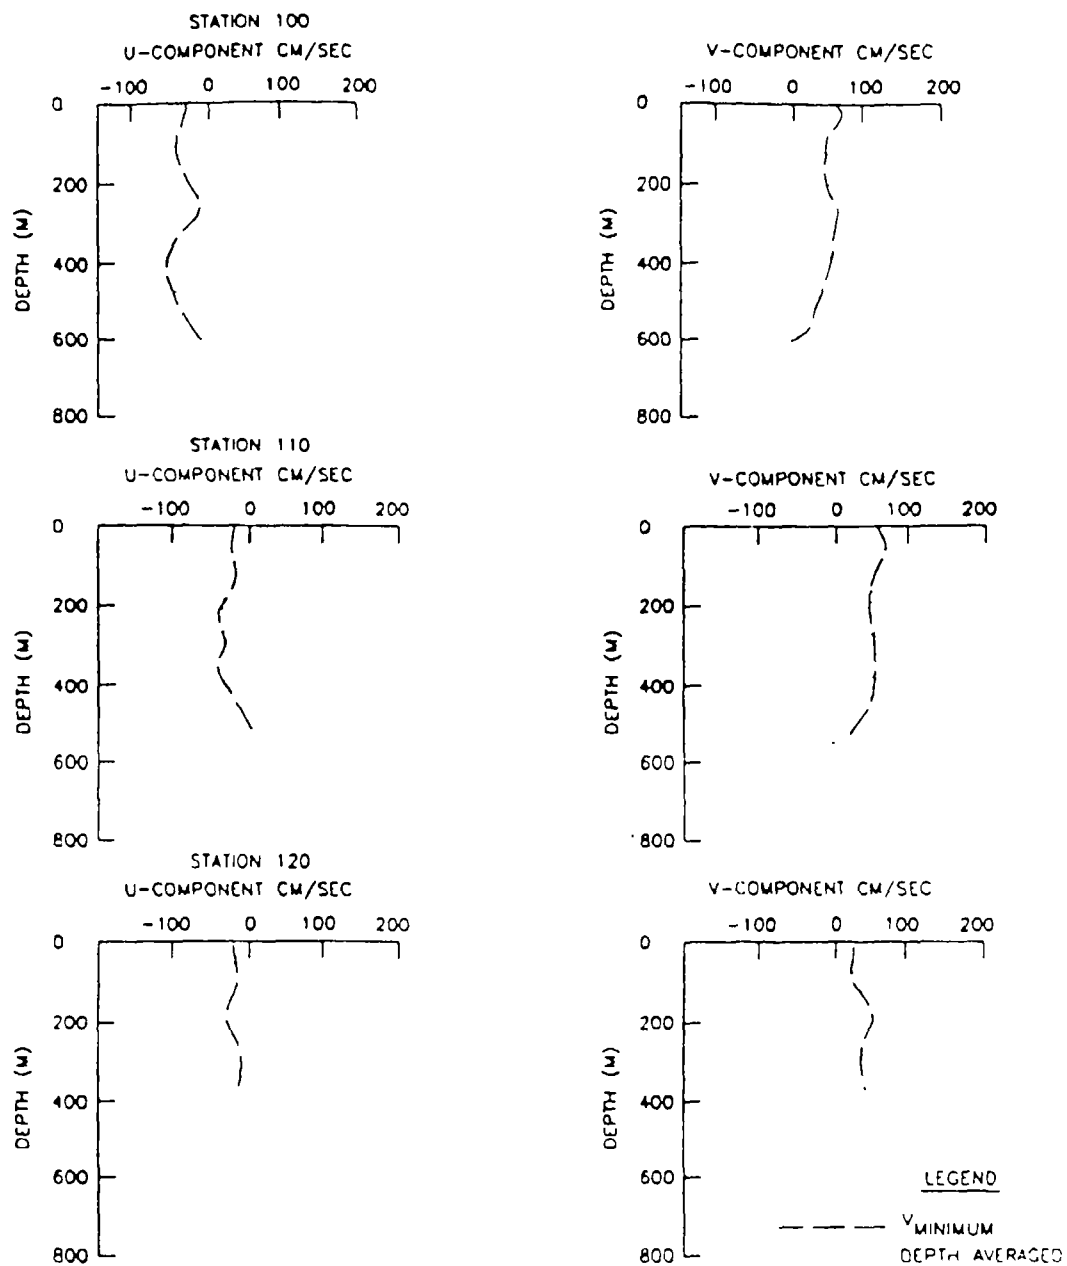 STATION 100
U-COMPONENT CM/SEC
V-COMPONENT CM/SEC
-100 0 100 200
-100 0 100 200
0
200
400
600
800
DEPTH (M)
0
200
400
600
800
DEPTH (M)
STATION 110
U-COMPONENT CM/SEC
V-COMPONENT CM/SEC
-100 0 100 200
-100 0 100 200
0
200
400
600
800
DEPTH (M)
0
200
400
600
800
DEPTH (M)
STATION 120
U-COMPONENT CM/SEC
V-COMPONENT CM/SEC
-100 0 100 200
-100 0 100 200
0
200
400
600
800
DEPTH (M)
0
200
400
600
800
DEPTH (M)
LEGEND
V MINIMUM
DEPTH AVERAGED